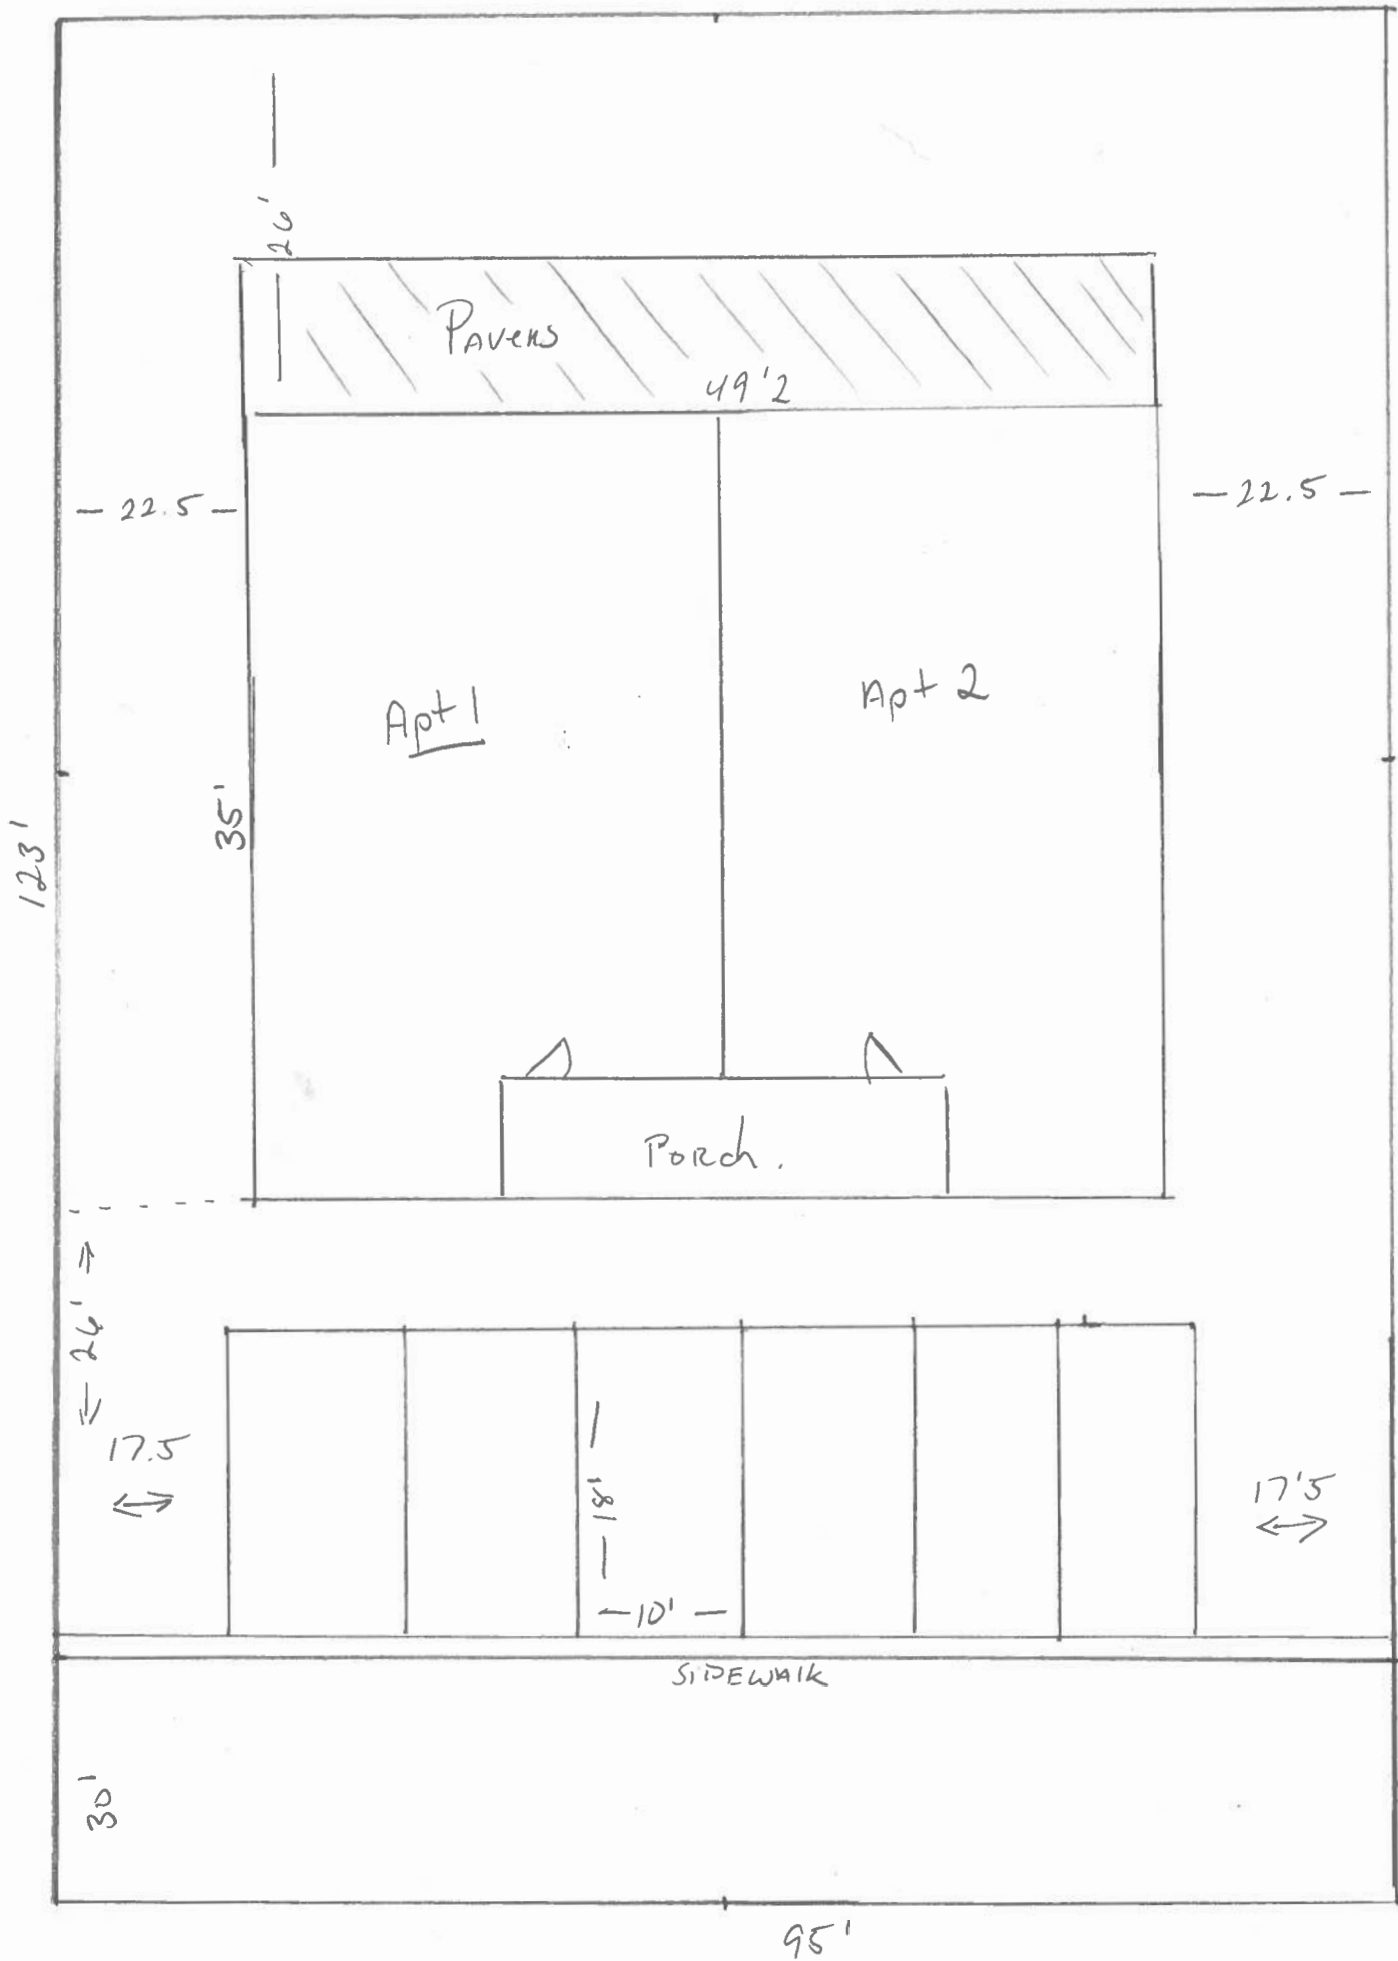 26'
Pavers
49'2
- 22.5 -
- 22.5 -
Apt 1
Apt 2
35'
123'
Porch.
26'
17.5
18'
17'5
10'
SIDEWALK
30'
95'